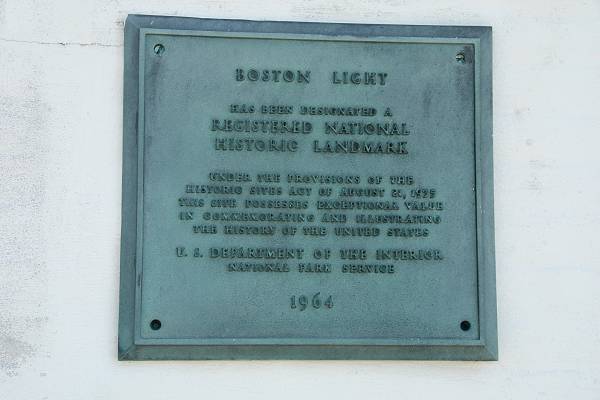 BOSTON LIGHT
HAS BEEN DESIGNATED A
REGISTERED NATIONAL
HISTORIC LANDMARK
UNDER THE PROVISIONS OF THE
HISTORIC SITES ACT OF AUGUST 21, 1935
THIS SITE POSSESSES EXCEPTIONAL VALUE
IN COMMEMORATING AND ILLUSTRATING
THE HISTORY OF THE UNITED STATES
U. S. DEPARTMENT OF THE INTERIOR
NATIONAL PARK SERVICE
1964